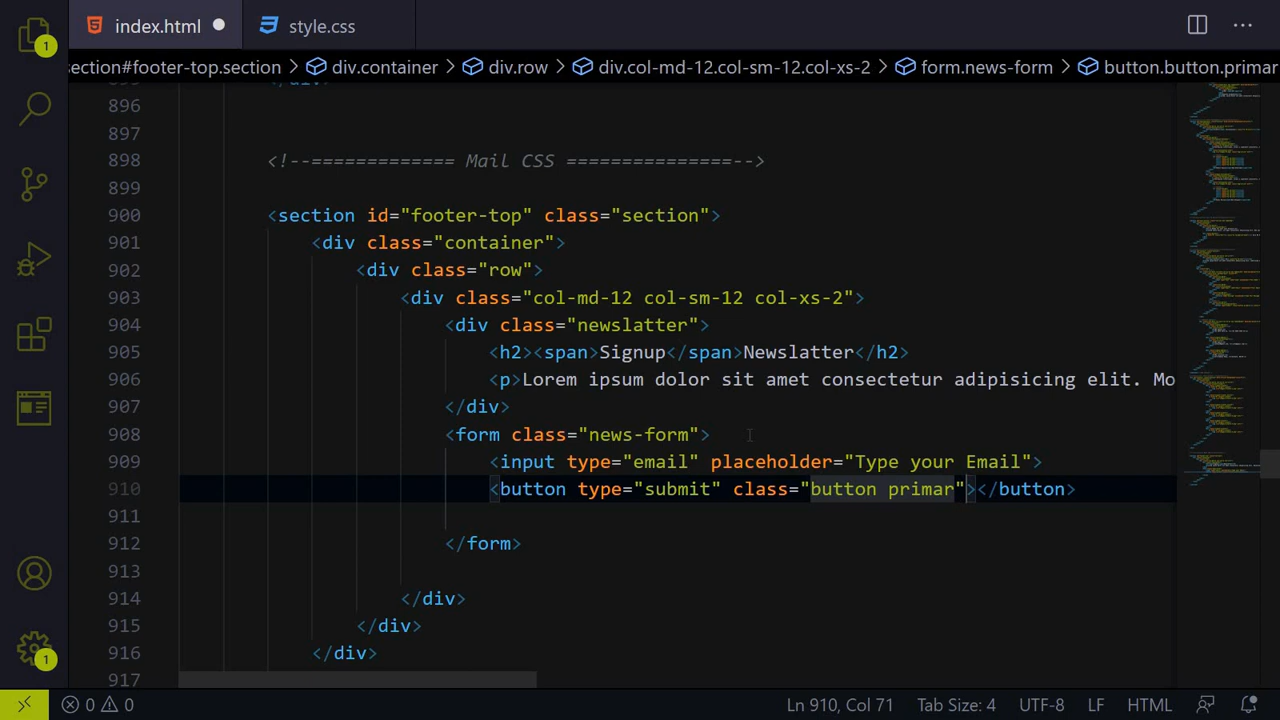 index.html
style.css
section#footer-top.section > div.container > div.row > div.col-md-12.col-sm-12.col-xs-2 > form.news-form > button.button.primar
896
897
898 <!--============= Mail CSS ===============-->
899
900 <section id="footer-top" class="section">
901 <div class="container">
902 <div class="row">
903 <div class="col-md-12 col-sm-12 col-xs-2">
904 <div class="newslatter">
905 <h2><span>Signup</span>Newslatter</h2>
906 <p>Lorem ipsum dolor sit amet consectetur adipisicing elit. Mo
907 </div>
908 <form class="news-form">
909 <input type="email" placeholder="Type your Email">
910 <button type="submit" class="button primar"></button>
911
912 </form>
913
914 </div>
915 </div>
916 </div>
917
1
1
0 0 Ln 910, Col 71 Tab Size: 4 UTF-8 LF HTML